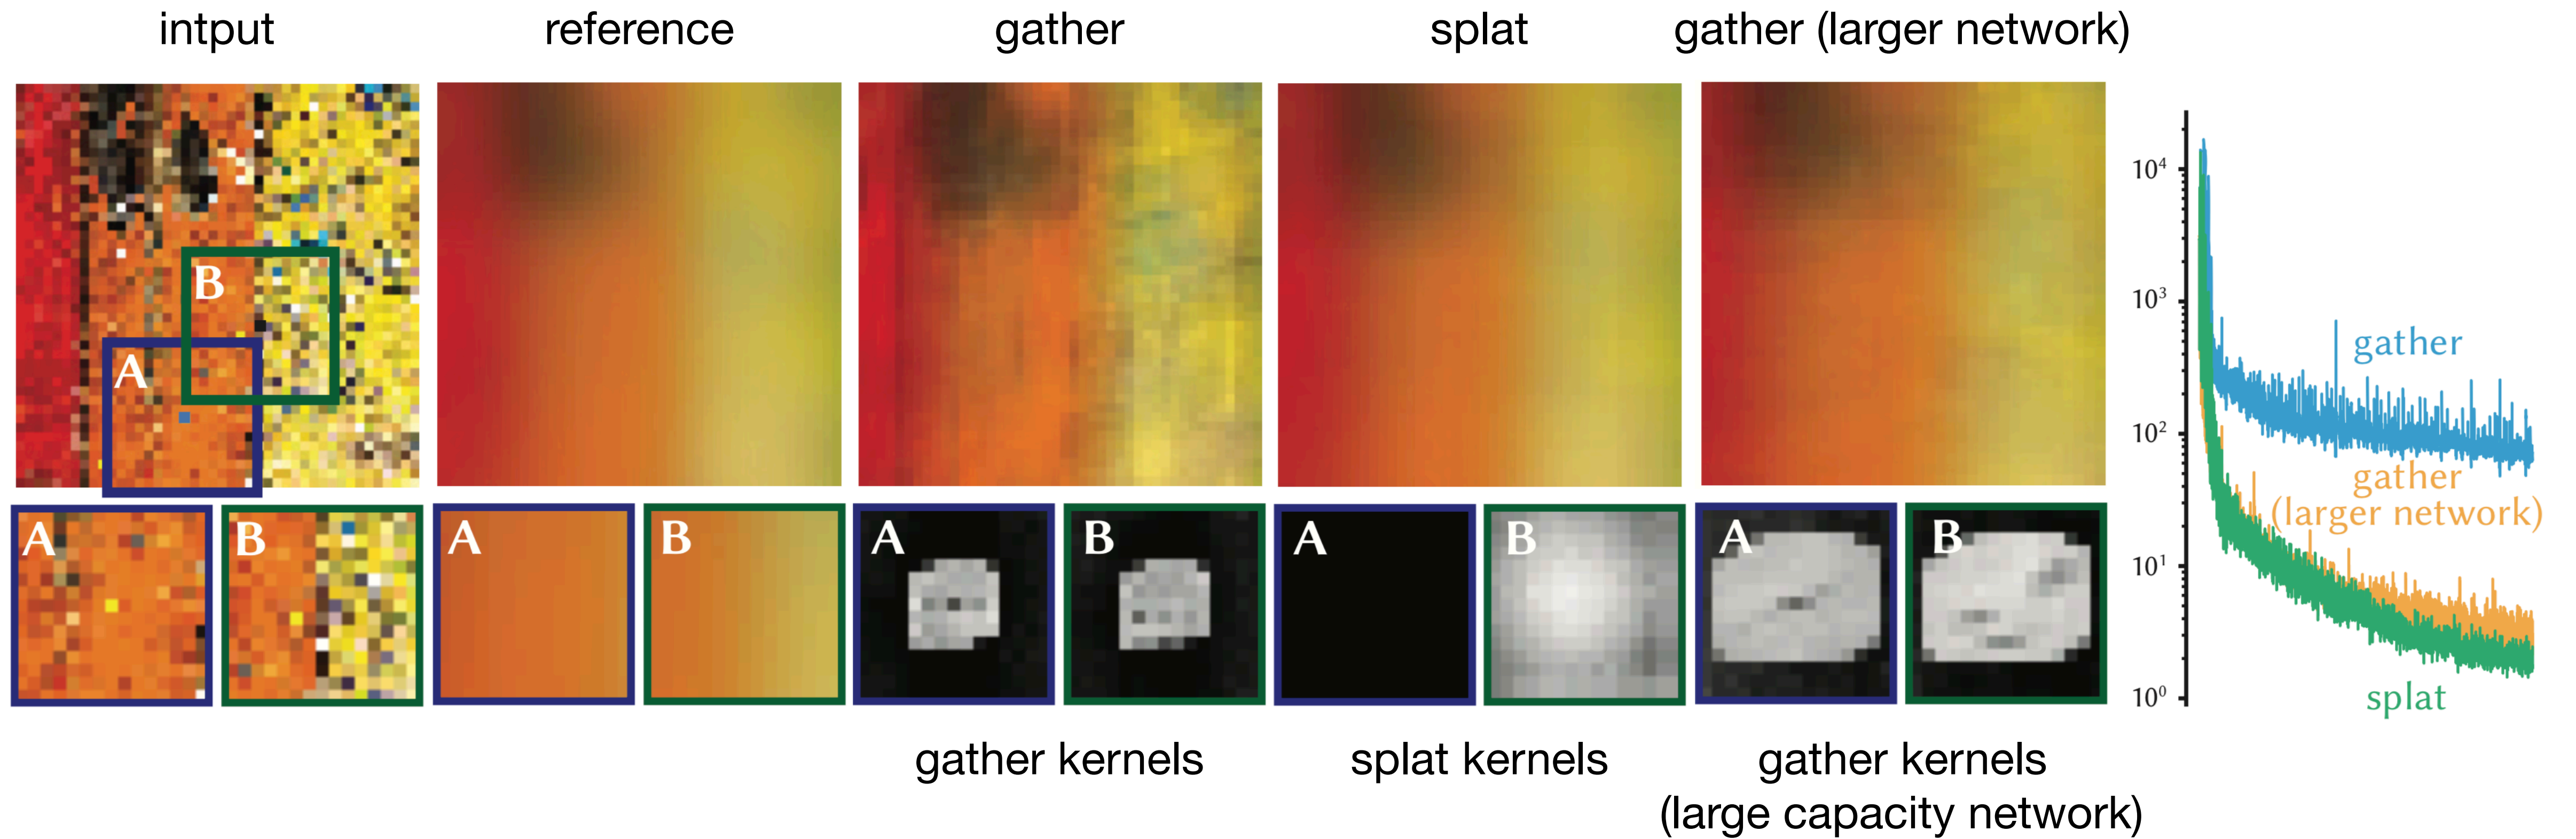 intput
reference
gather
splat
gather (larger network)
B
A
A
B
A
B
A
B
A
B
A
B
gather kernels
splat kernels
gather kernels
(large capacity network)
10⁴
10³
10²
10¹
10⁰
gather
gather
(larger network)
splat